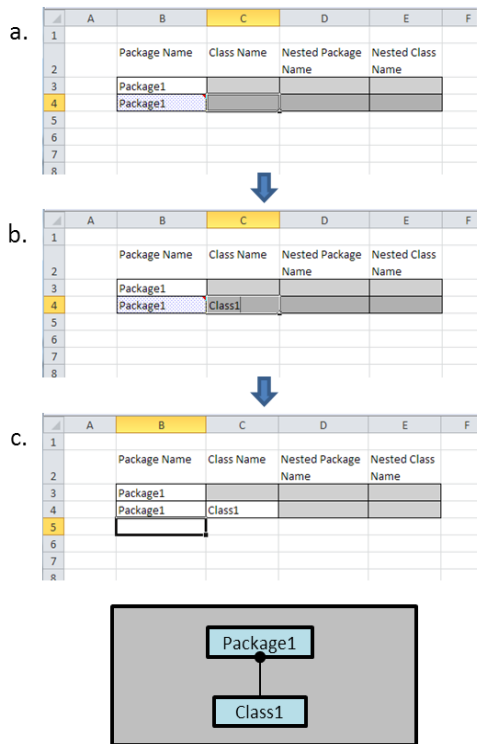 a.
A B C D E F
1
Package Name Class Name Nested Package Nested Class
2 Name Name
3 Package1
4 Package1
5
6
7
8
b.
A B C D E F
1
Package Name Class Name Nested Package Nested Class
2 Name Name
3 Package1
4 Package1 Class1
5
6
7
8
c.
A B C D E F
1
Package Name Class Name Nested Package Nested Class
2 Name Name
3 Package1
4 Package1 Class1
5
6
7
8
Package1
Class1